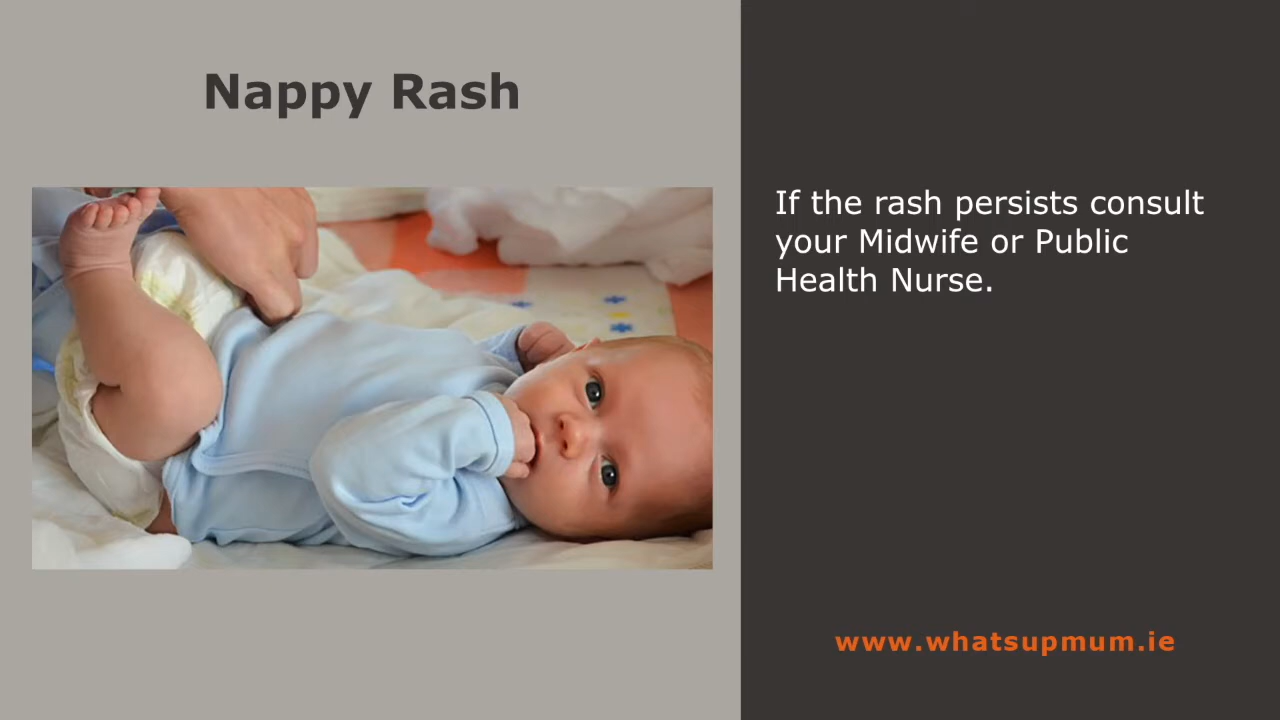 Nappy Rash
If the rash persists consult
your Midwife or Public
Health Nurse.
www.whatsupmum.ie